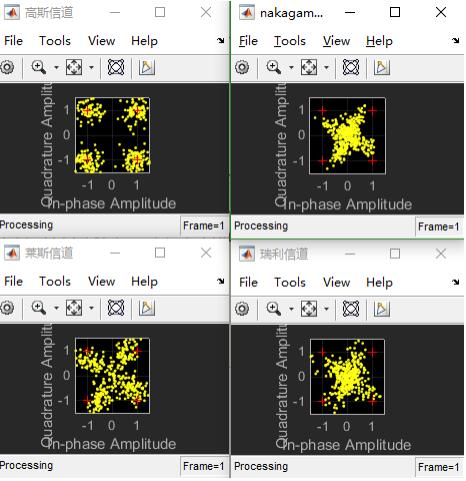 高斯信道
File Tools View Help
Quadrature Amplitu
1
0
-1
-1 0 1
In-phase Amplitude
Processing Frame=1
nakagam...
File Tools View Help
Quadrature Amplitu
1
0
-1
-1 0 1
In-phase Amplitude
Processing Frame=1
莱斯信道
File Tools View Help
Quadrature Amplitu
1
0
-1
-1 0 1
In-phase Amplitude
Processing Frame=1
瑞利信道
File Tools View Help
Quadrature Amplitu
1
0
-1
-1 0 1
In-phase Amplitude
Processing Frame=1